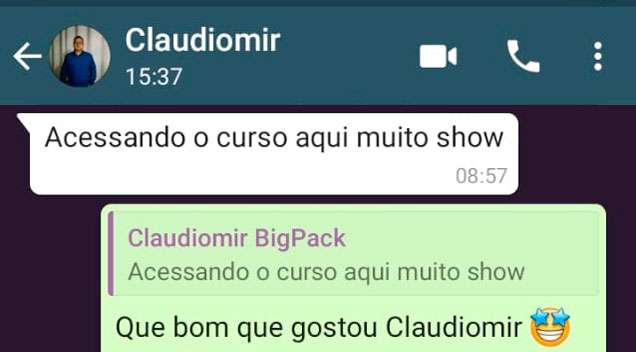 Claudiomir
15:37
Acessando o curso aqui muito show
08:57
Claudiomir BigPack
Acessando o curso aqui muito show
Que bom que gostou Claudiomir 🤩